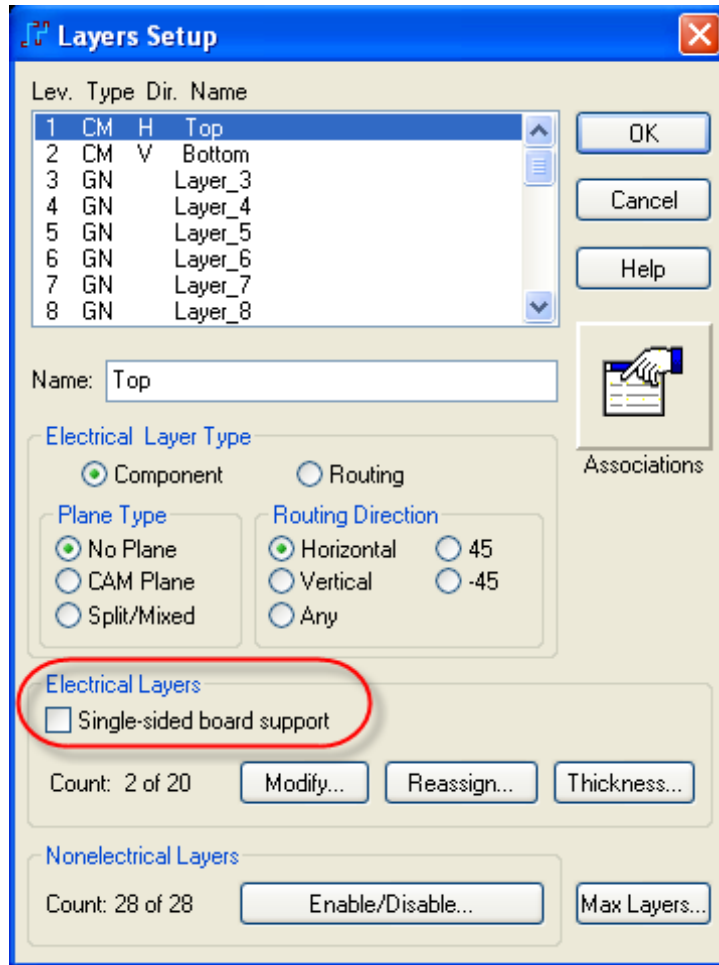 Layers Setup
Lev. Type Dir. Name
1 CM H Top
2 CM V Bottom
3 GN Layer_3
4 GN Layer_4
5 GN Layer_5
6 GN Layer_6
7 GN Layer_7
8 GN Layer_8
OK
Cancel
Help
Name: Top
Associations
Electrical Layer Type
Component Routing
Plane Type
No Plane
CAM Plane
Split/Mixed
Routing Direction
Horizontal 45
Vertical -45
Any
Electrical Layers
Single-sided board support
Count: 2 of 20 Modify... Reassign... Thickness...
Nonelectrical Layers
Count: 28 of 28 Enable/Disable... Max Layers...